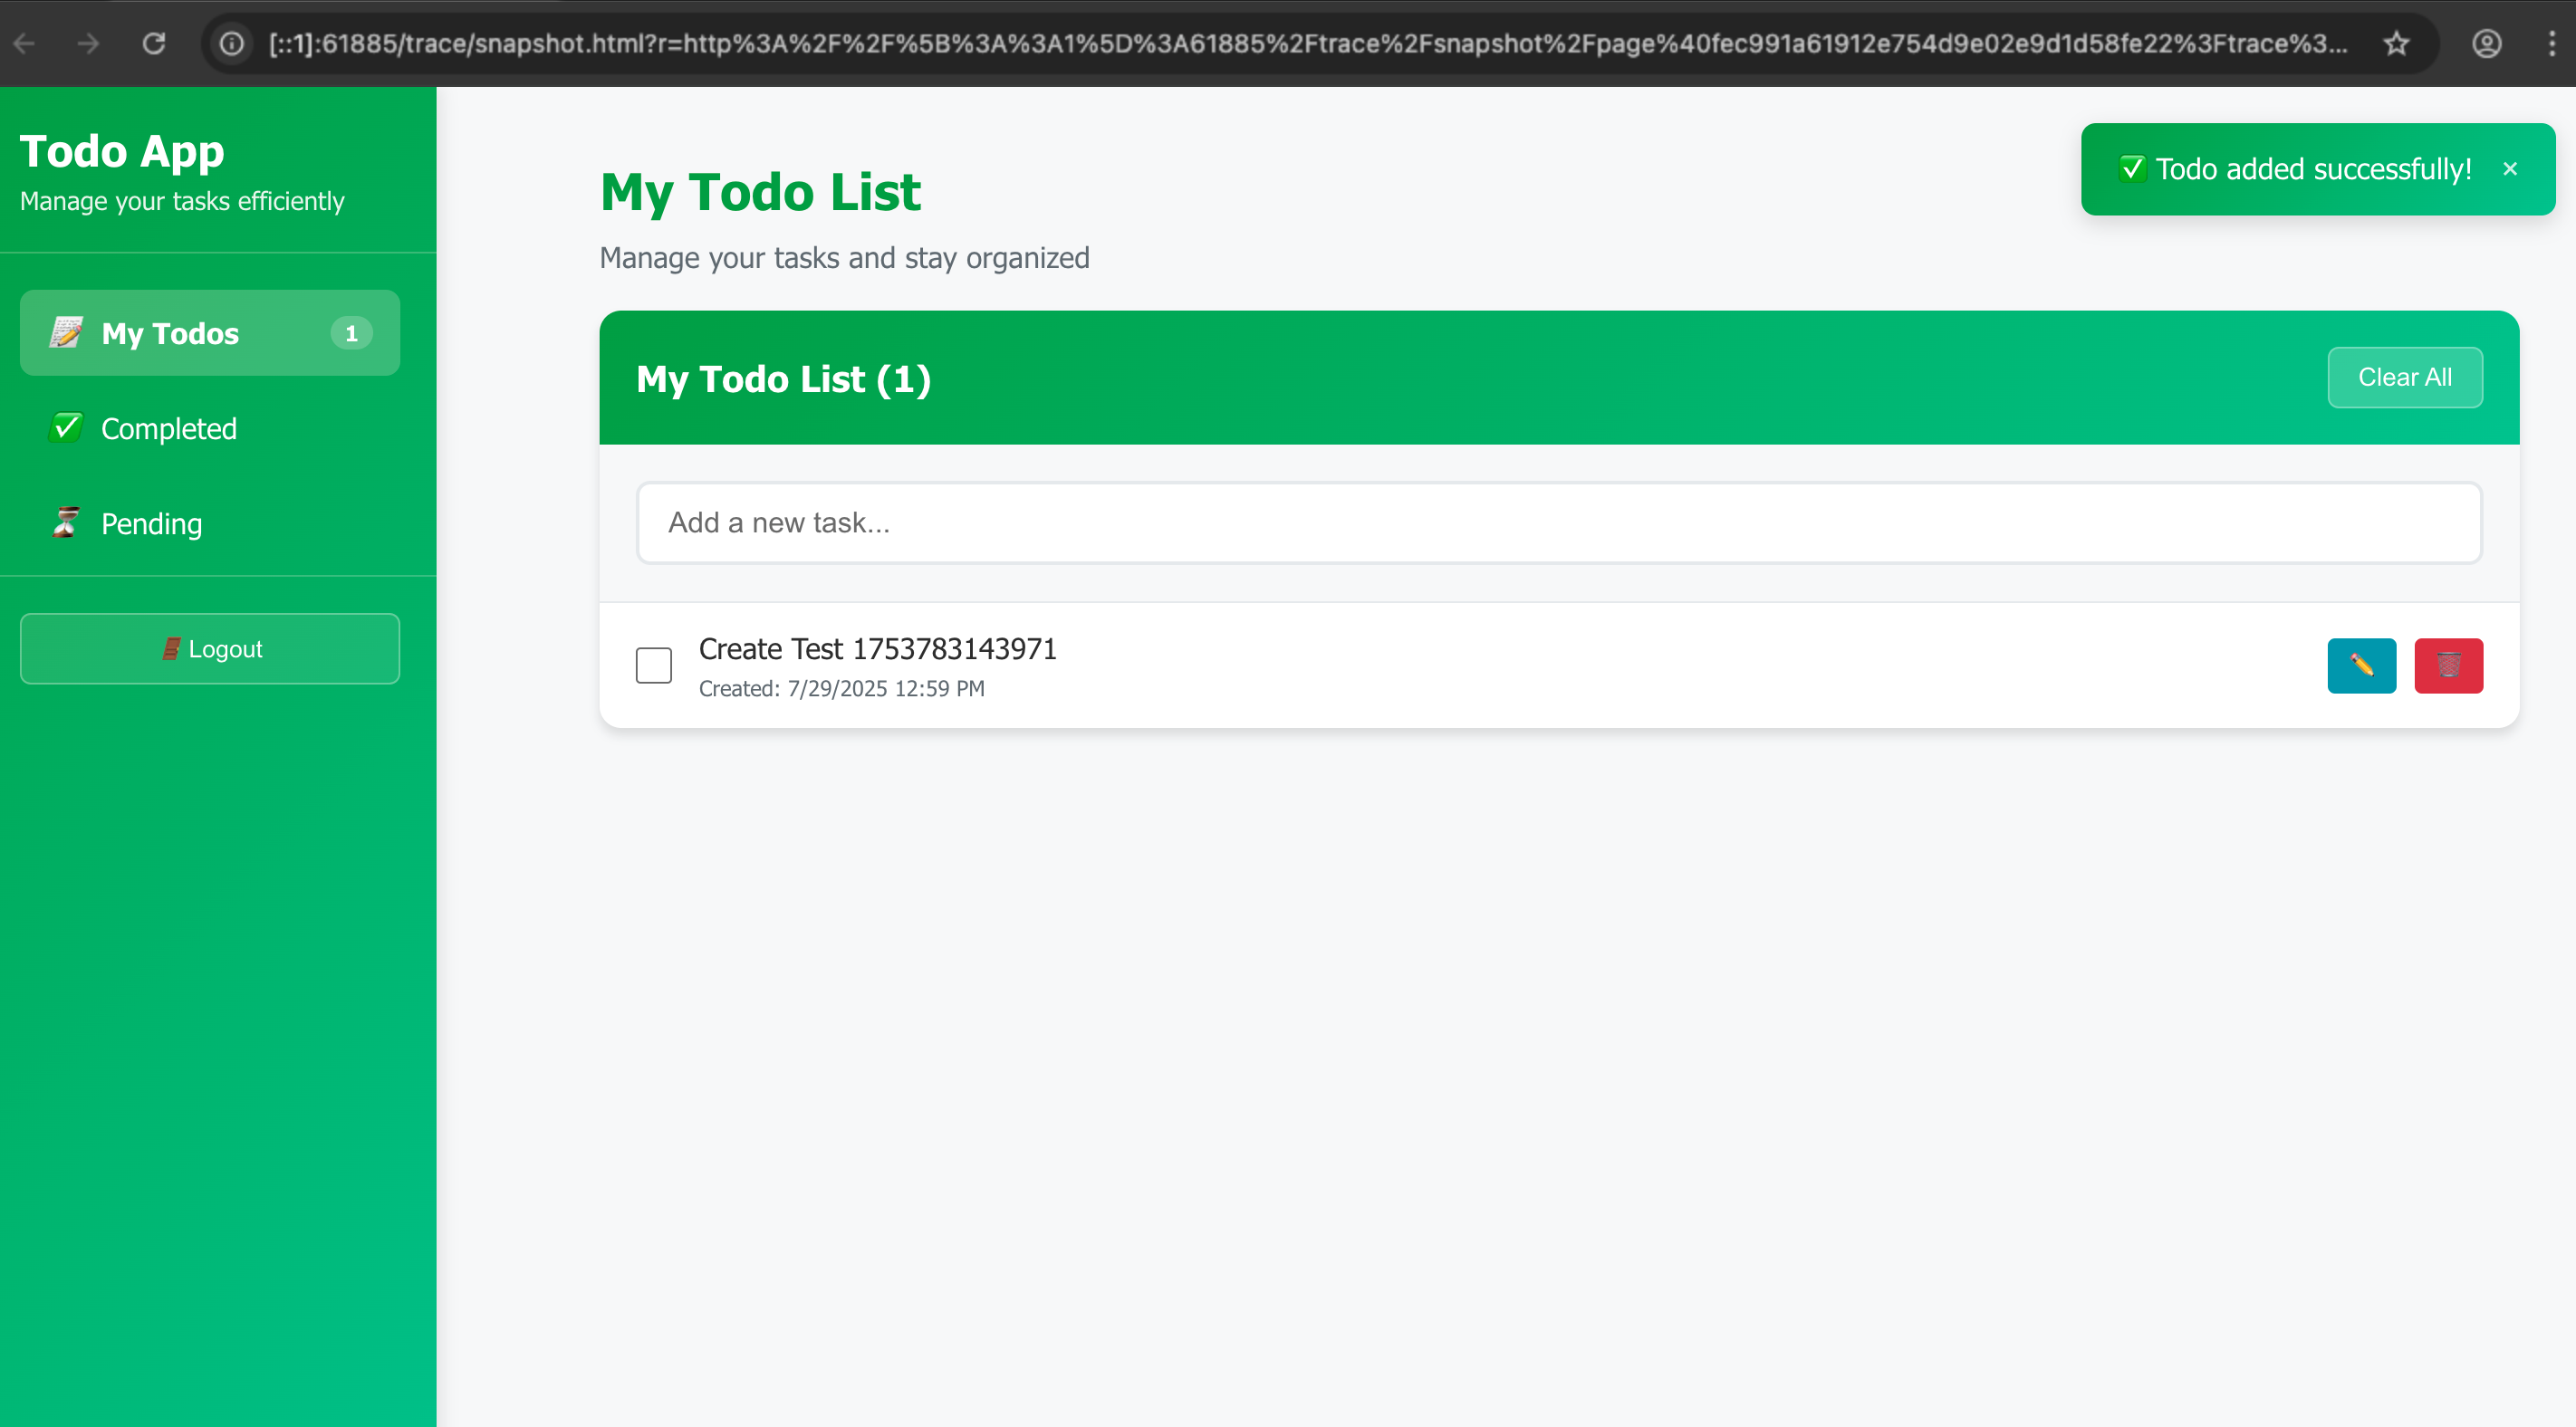 [::1]:61885/trace/snapshot.html?r=http%3A%2F%2F%5B%3A%3A1%5D%3A61885%2Ftrace%2Fsnapshot%2Fpage%40fec991a61912e754d9e02e9d1d58fe22%3Ftrace%3...
Todo App
Manage your tasks efficiently
My Todos 1
Completed
Pending
Logout
✅ Todo added successfully! ×
My Todo List
Manage your tasks and stay organized
My Todo List (1)
Clear All
Add a new task...
Create Test 1753783143971
Created: 7/29/2025 12:59 PM